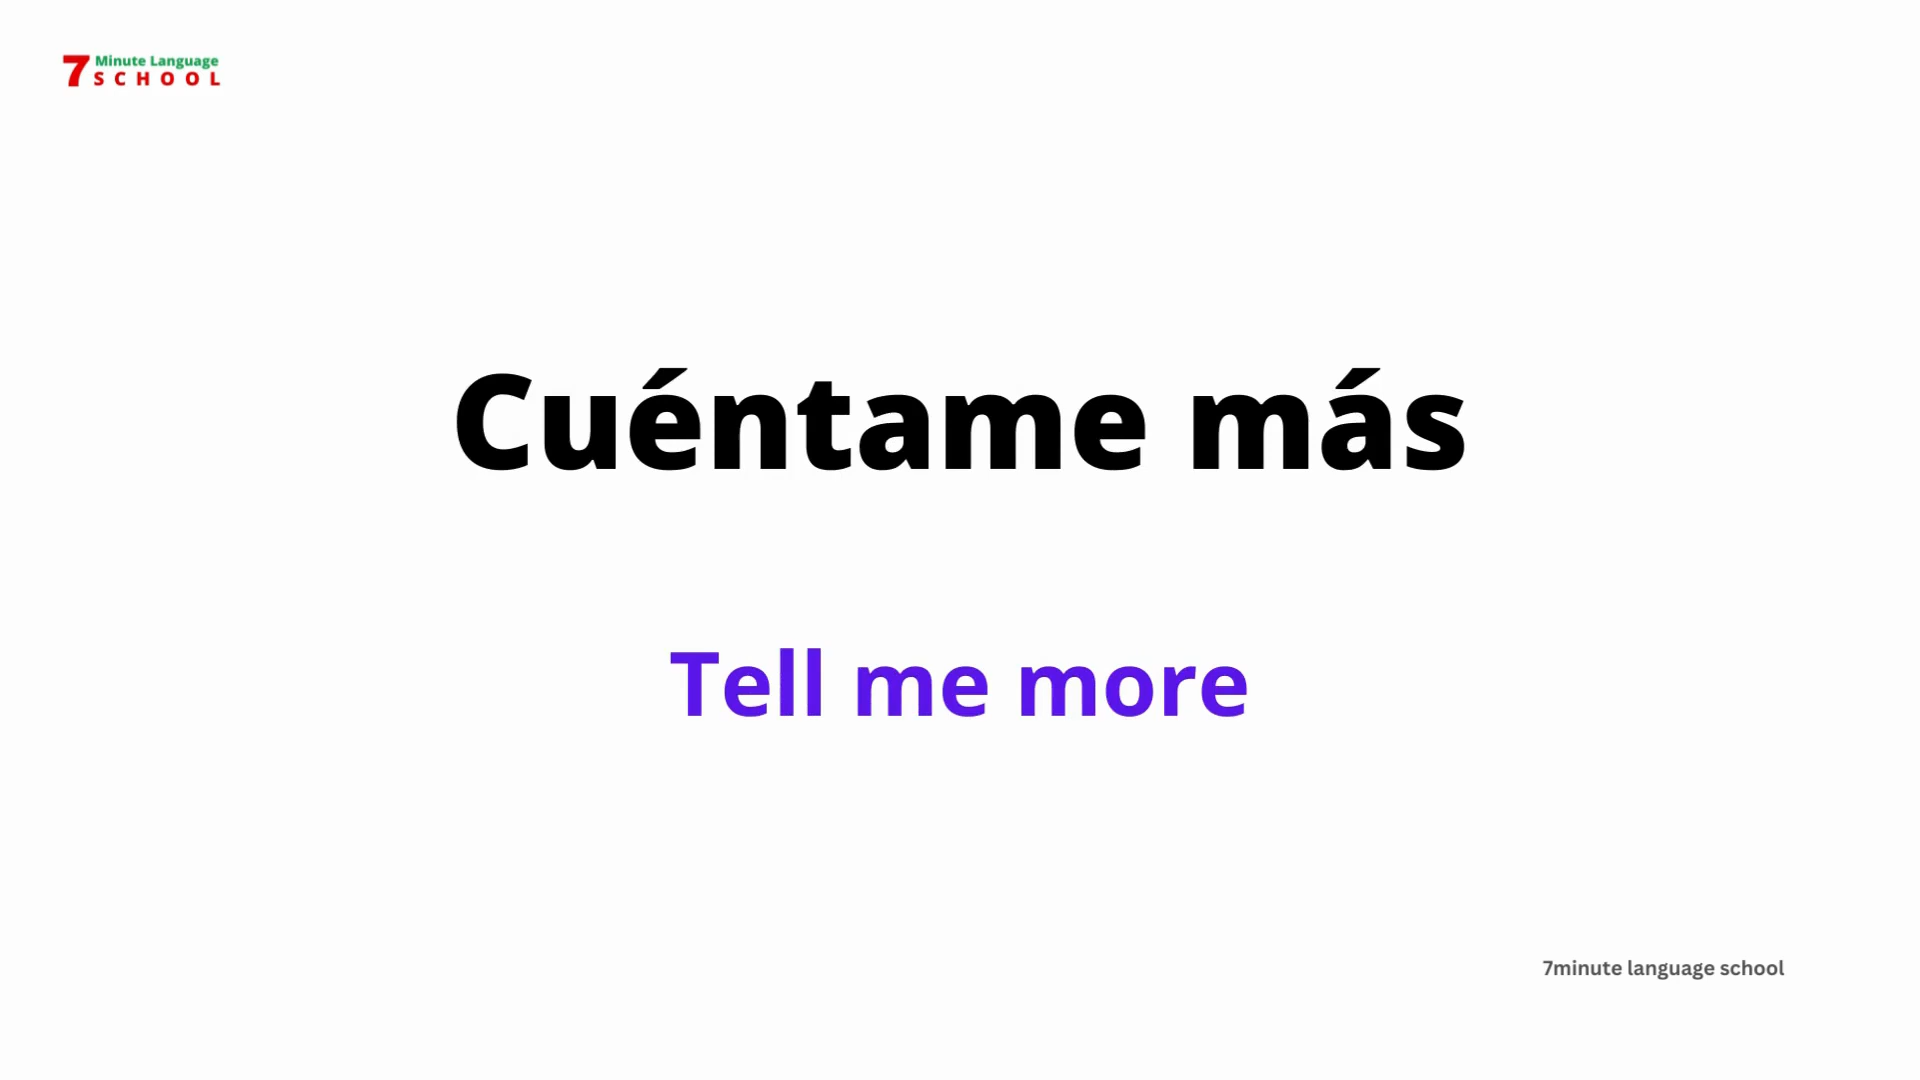 7 Minute Language
SCHOOL
Cuéntame más
Tell me more
7minute language school